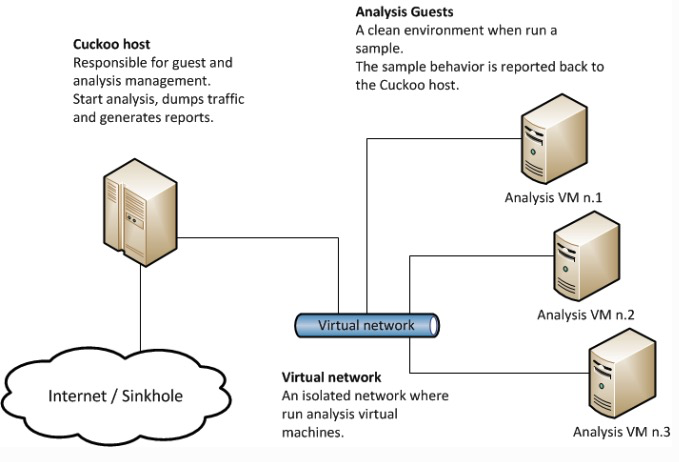 Cuckoo host
Responsible for guest and
analysis management.
Start analysis, dumps traffic
and generates reports.
Analysis Guests
A clean environment when run a
sample.
The sample behavior is reported back to
the Cuckoo host.
Analysis VM n.1
Analysis VM n.2
Virtual network
Internet / Sinkhole
Virtual network
An isolated network where
run analysis virtual
machines.
Analysis VM n.3